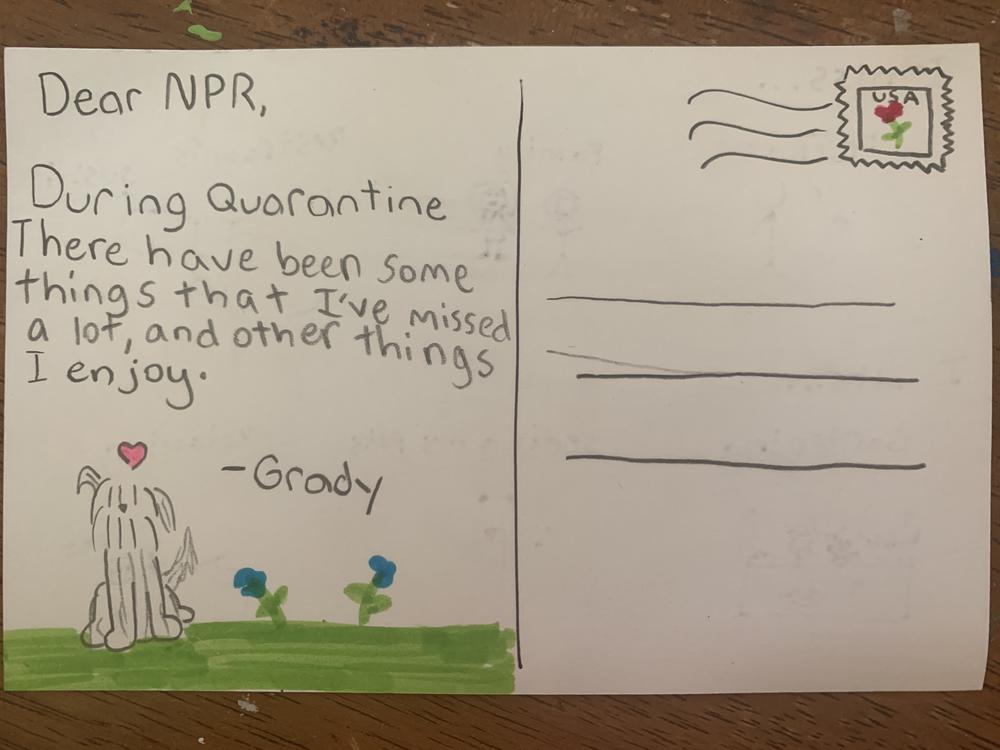 Dear NPR,
During Quarantine
There have been some
things that I've missed
a lot, and other things
I enjoy.
-Grady
USA